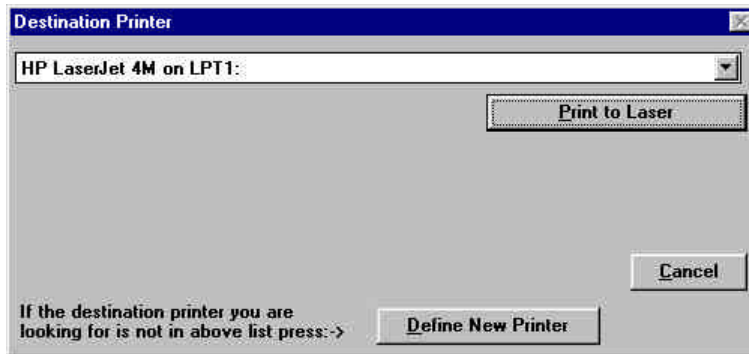 Destination Printer
HP LaserJet 4M on LPT1:
Print to Laser
Cancel
If the destination printer you are
looking for is not in above list press:->
Define New Printer